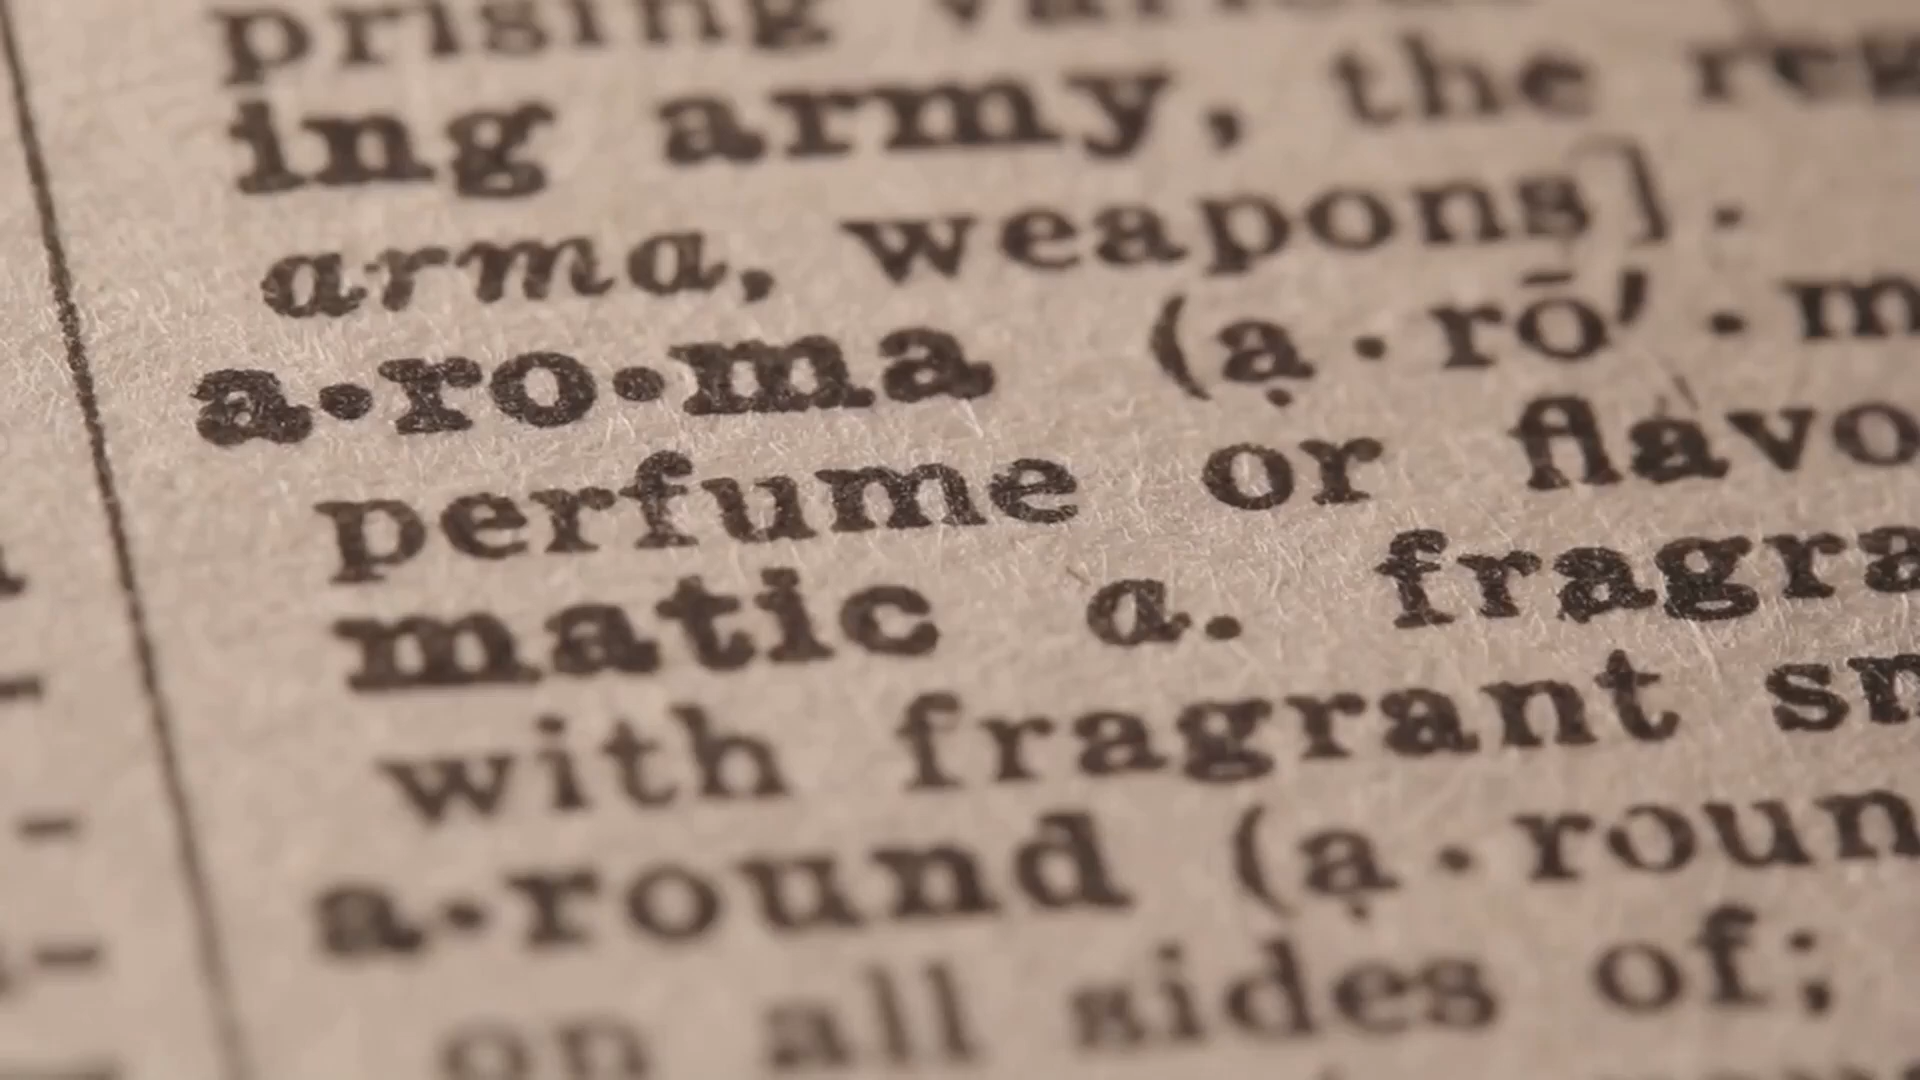 prising
ing army, the
arma, weapons].
a•ro•ma (ạ·rō′·m
perfume or flavo
matic a. fragra
with fragrant
a·round (ạ·roun
on all sides of;